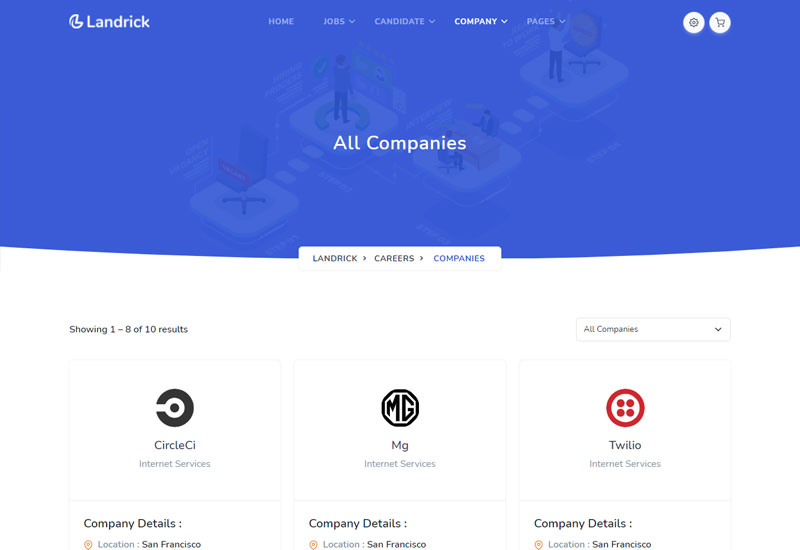 Landrick
HOME JOBS CANDIDATE COMPANY PAGES
All Companies
LANDRICK > CAREERS > COMPANIES
Showing 1 – 8 of 10 results
All Companies
MG
CircleCi Mg Twilio
Internet Services Internet Services Internet Services
Company Details : Company Details : Company Details :
Location : San Francisco Location : San Francisco Location : San Francisco